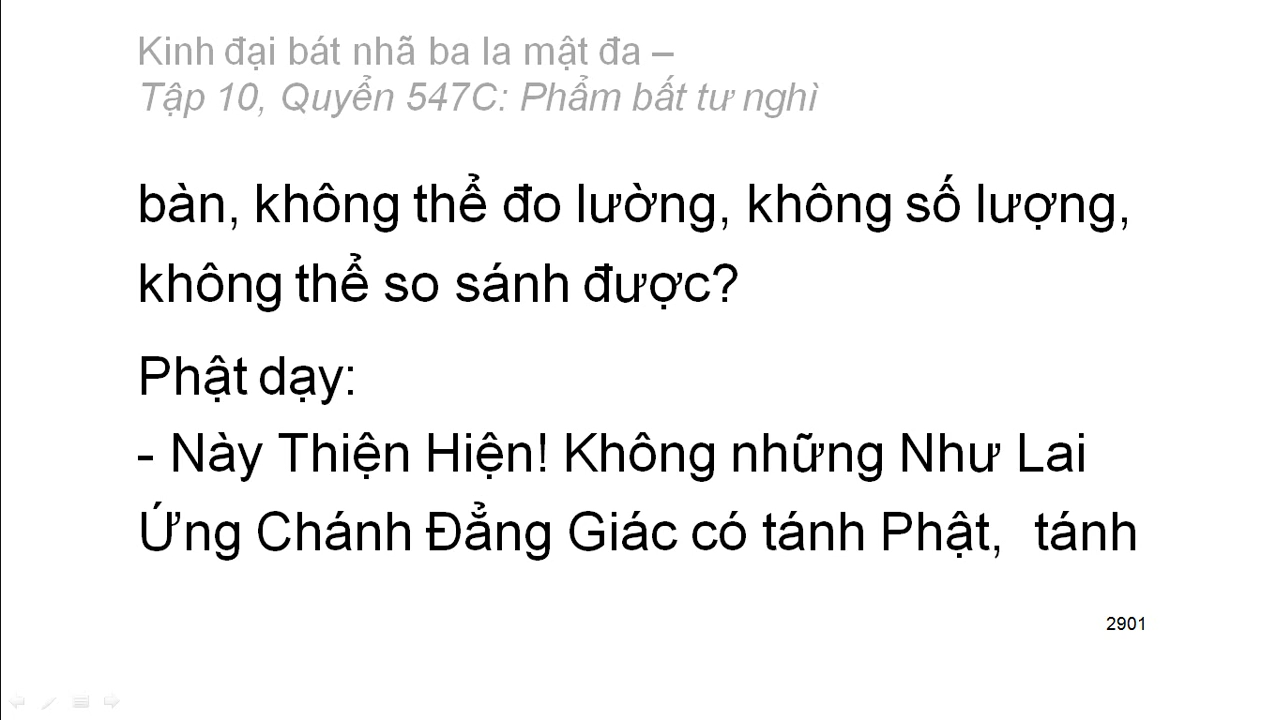 Kinh đại bát nhã ba la mật đa –
Tập 10, Quyển 547C: Phẩm bất tư nghì
bàn, không thể đo lường, không số lượng,
không thể so sánh được?
Phật dạy:
- Này Thiện Hiện! Không những Như Lai
Ứng Chánh Đẳng Giác có tánh Phật,  tánh
2901